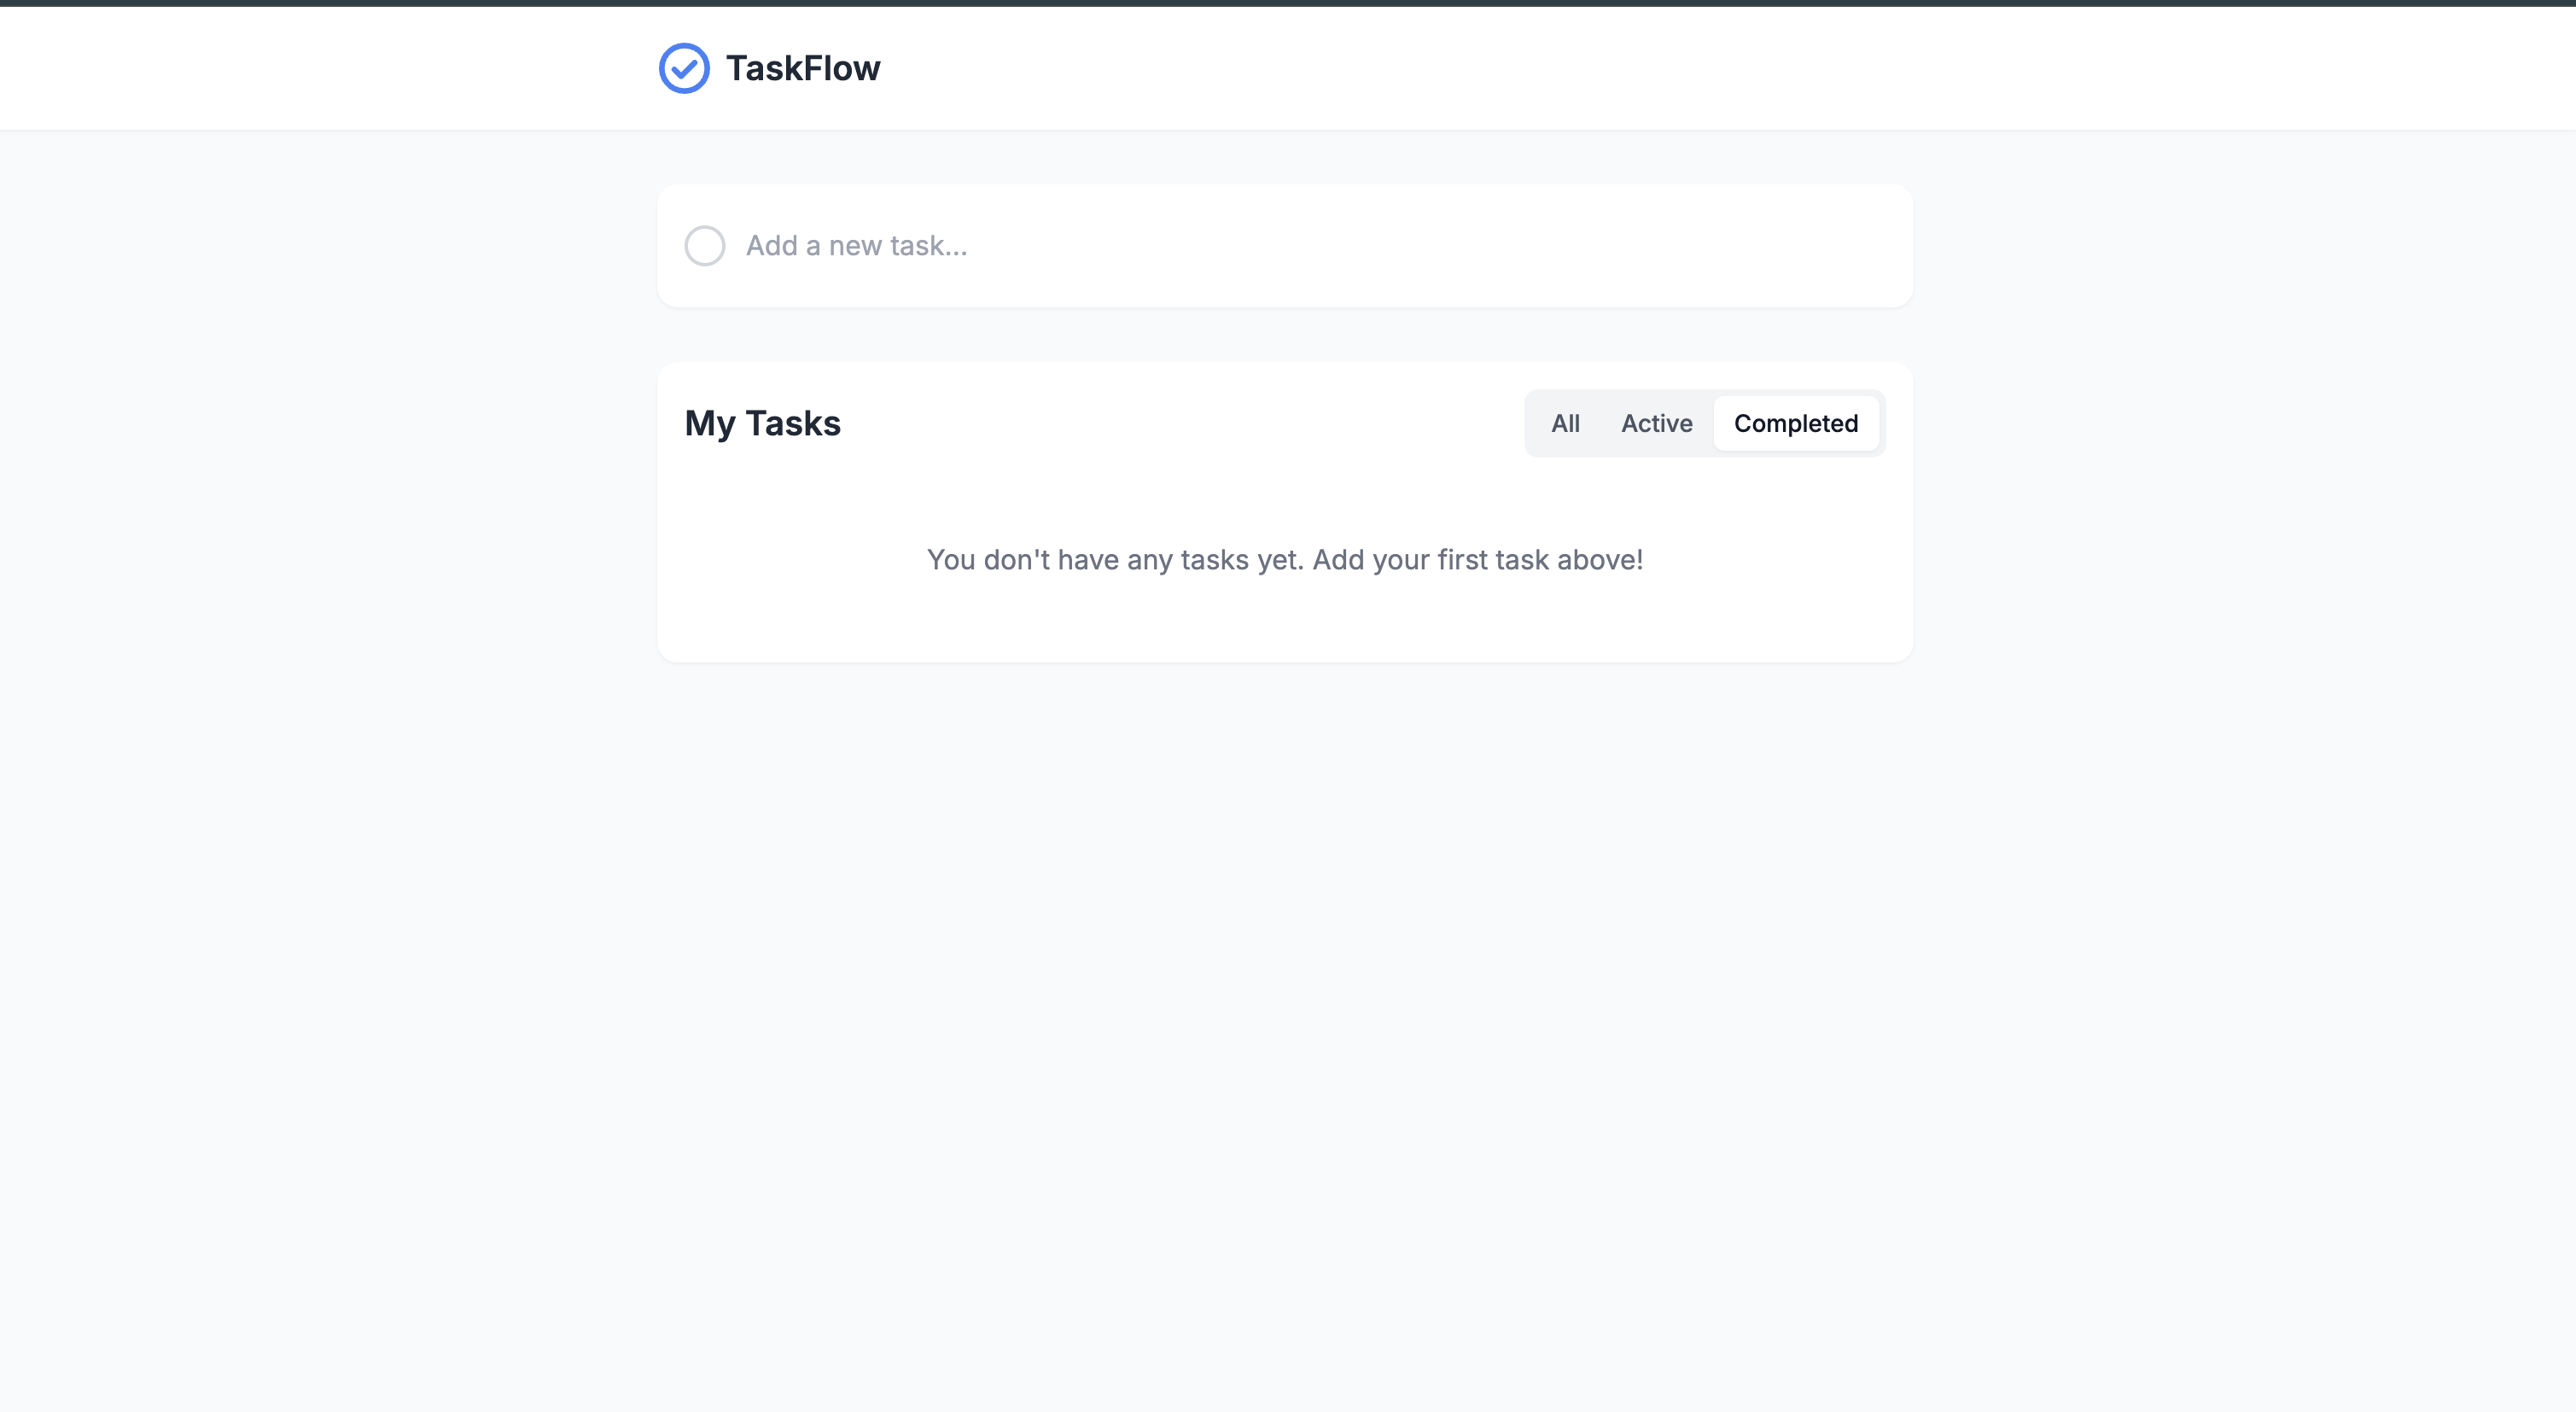 TaskFlow
Add a new task...
My Tasks
All Active Completed
You don't have any tasks yet. Add your first task above!